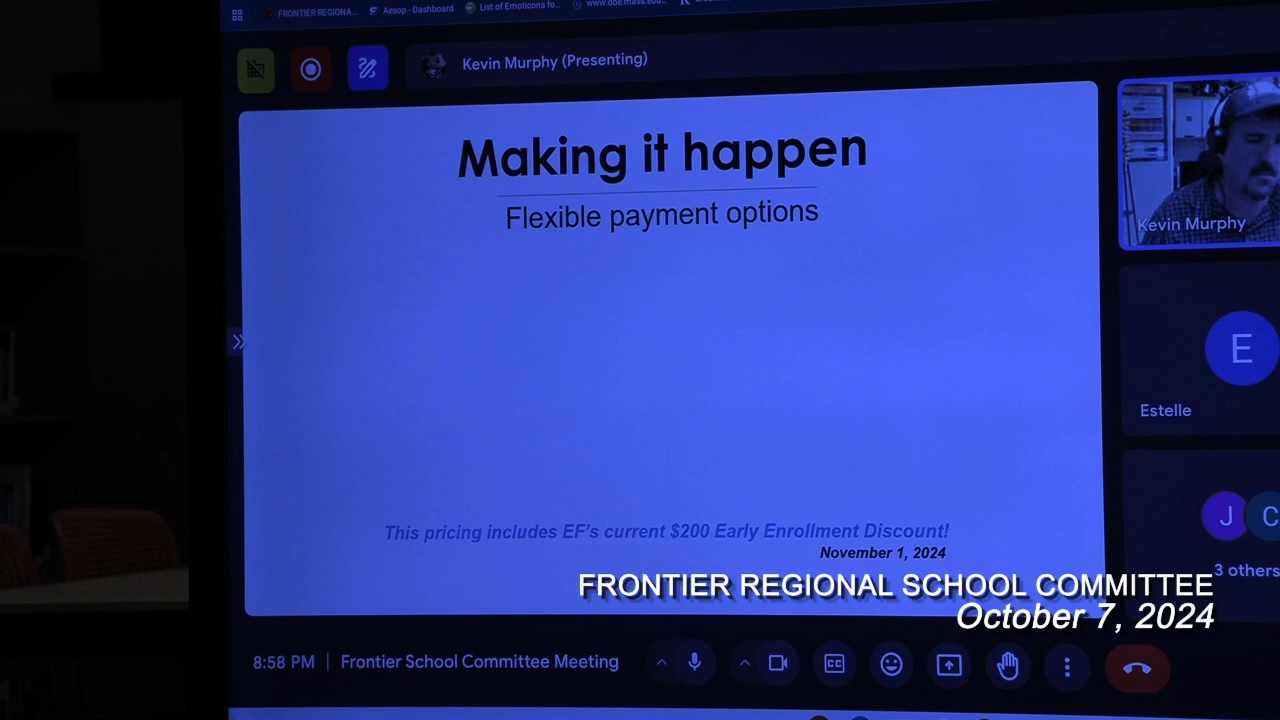 FRONTIER REGIONA...
Aesop - Dashboard
List of Emoticons fo...
www.doe.mass.edu...
Kevin Murphy (Presenting)
Making it happen
Flexible payment options
Kevin Murphy
E
Estelle
This pricing includes EF's current $200 Early Enrollment Discount!
November 1, 2024
J
C
3 others
FRONTIER REGIONAL SCHOOL COMMITTEE
October 7, 2024
8:58 PM
Frontier School Committee Meeting
CC